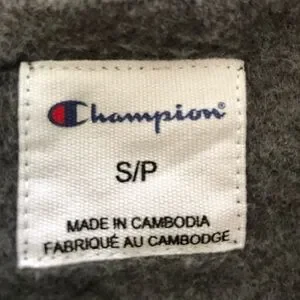 Champion®
S/P
MADE IN CAMBODIA
FABRIQUÉ AU CAMBODGE